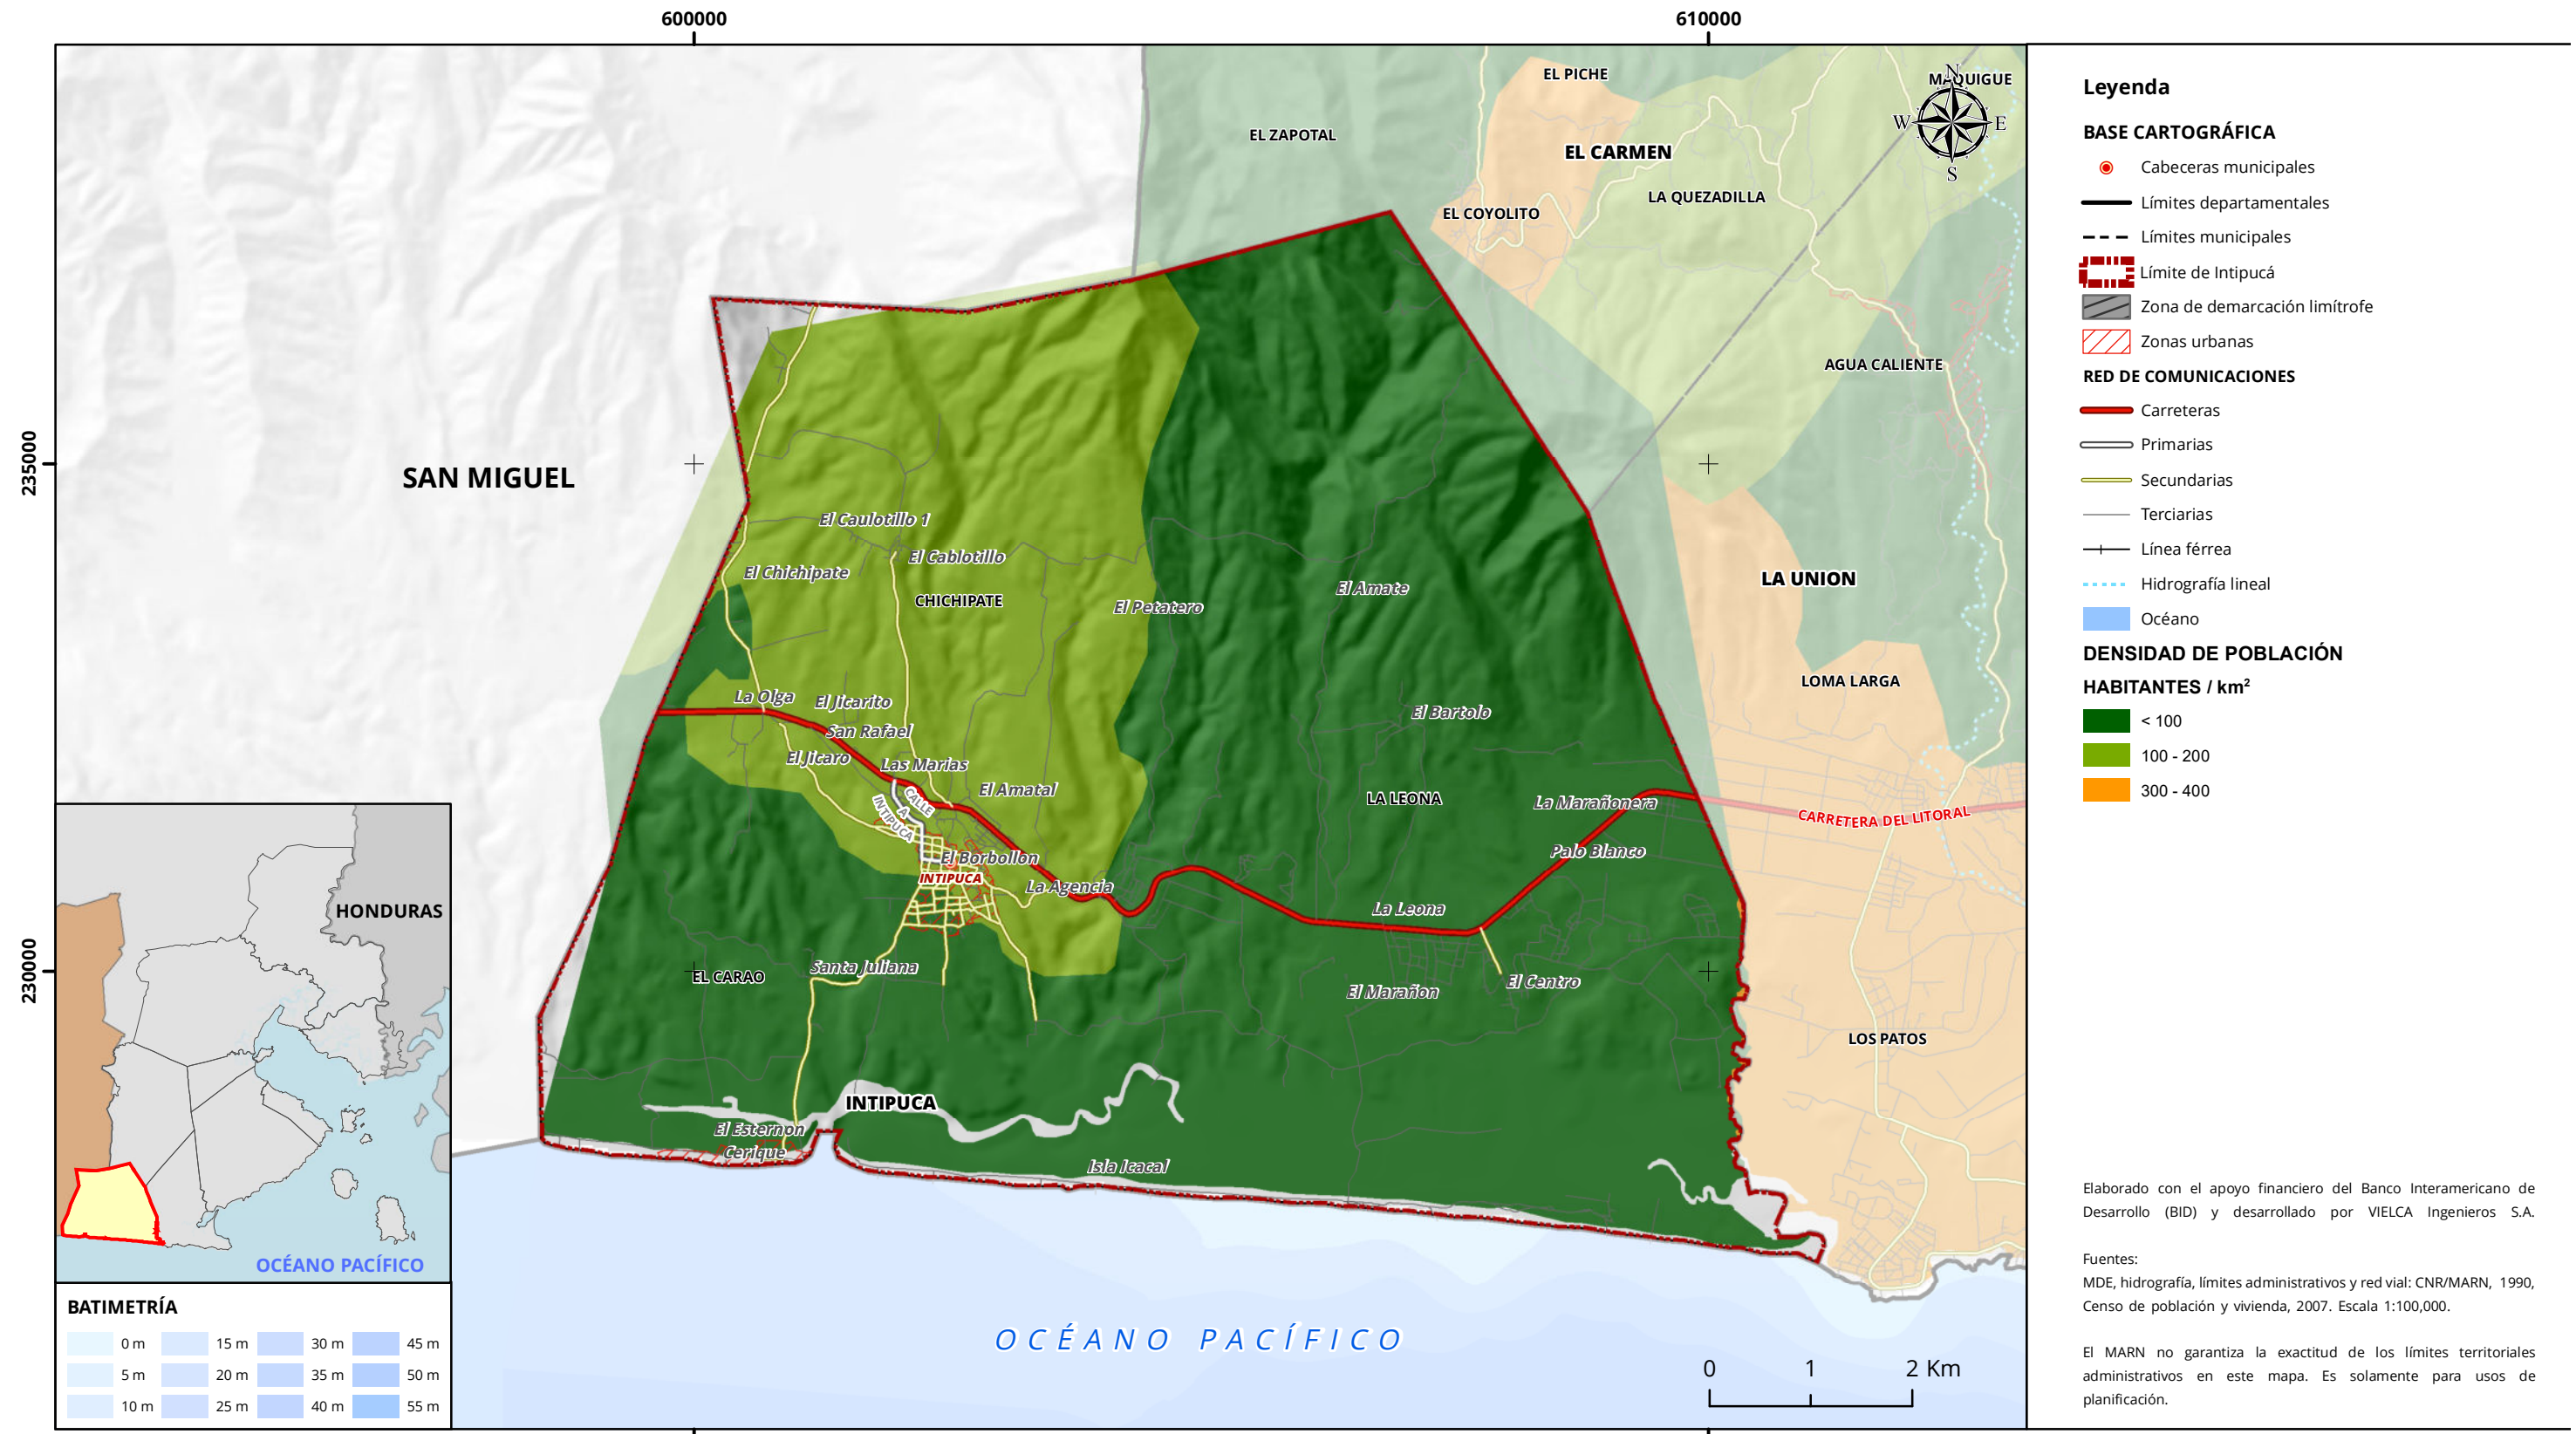 600000
610000
235000
230000
EL PICHE
MAQUIGUE
N
W
E
S
EL ZAPOTAL
EL CARMEN
LA QUEZADILLA
EL COYOLITO
AGUA CALIENTE
SAN MIGUEL
El Caulotillo 1
El Cablotillo
El Chichipate
CHICHIPATE
El Petatero
El Amate
LA UNION
LOMA LARGA
La Olga
El Jicarito
San Rafael
El Bartolo
El Jicaro
Las Marias
El Amatal
LA LEONA
La Marañonera
CARRETERA DEL LITORAL
CALLE
A
INTIPUCA
El Borbollon
Palo Blanco
INTIPUCA
La Agencia
La Leona
EL CARAO
Santa Juliana
El Marañon
El Centro
LOS PATOS
INTIPUCA
El Esternon
Cerique
Isla Icacal
OCÉANO PACÍFICO
0 1 2 Km
HONDURAS
OCÉANO PACÍFICO
BATIMETRÍA
0 m 15 m 30 m 45 m
5 m 20 m 35 m 50 m
10 m 25 m 40 m 55 m
Leyenda
BASE CARTOGRÁFICA
Cabeceras municipales
Límites departamentales
Límites municipales
Límite de Intipucá
Zona de demarcación limítrofe
Zonas urbanas
RED DE COMUNICACIONES
Carreteras
Primarias
Secundarias
Terciarias
Línea férrea
Hidrografía lineal
Océano
DENSIDAD DE POBLACIÓN
HABITANTES / km²
< 100
100 - 200
300 - 400
Elaborado con el apoyo financiero del Banco Interamericano de
Desarrollo (BID) y desarrollado por VIELCA Ingenieros S.A.
Fuentes:
MDE, hidrografía, límites administrativos y red vial: CNR/MARN, 1990,
Censo de población y vivienda, 2007. Escala 1:100,000.
El MARN no garantiza la exactitud de los límites territoriales
administrativos en este mapa. Es solamente para usos de
planificación.